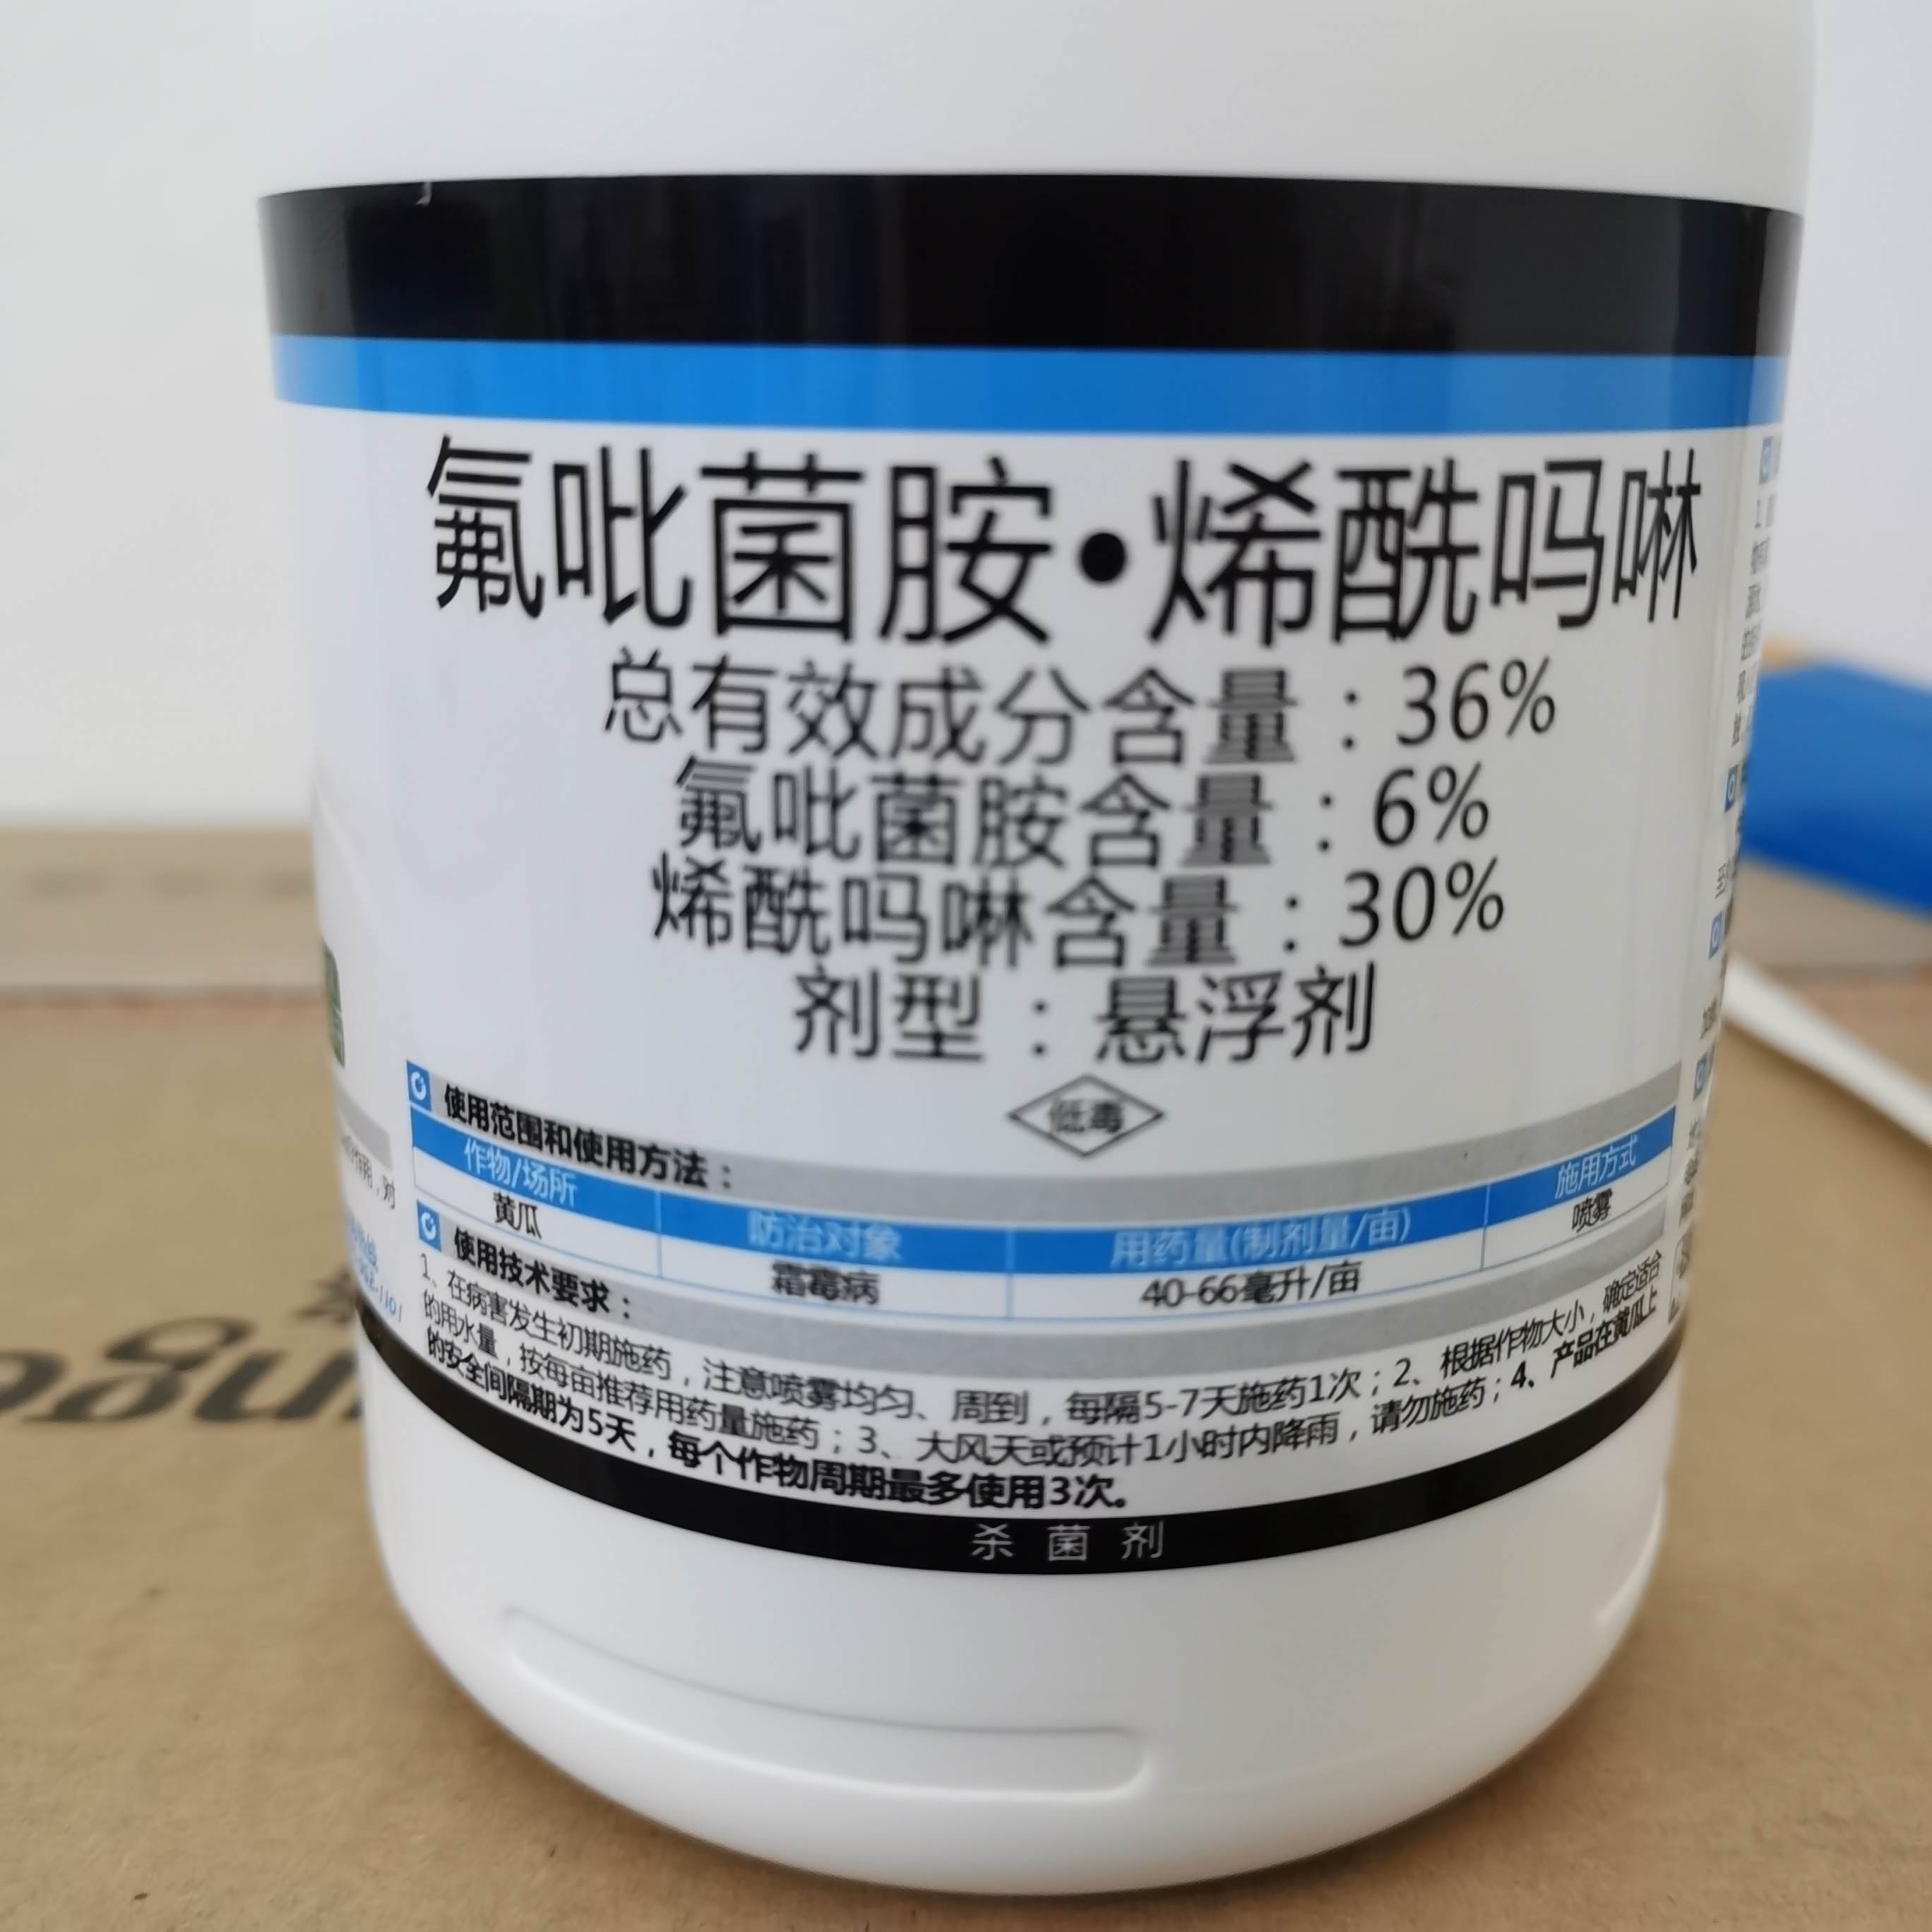 氟吡菌胺·烯酰吗啉
总有效成分含量：36%
氟吡菌胺含量：6%
烯酰吗啉含量：30%
剂型：悬浮剂
低毒
使用范围和使用方法：
作物/场所 防治对象 用药量(制剂量/亩) 施用方式
黄瓜 霜霉病 40-66毫升/亩 喷雾
使用技术要求：
1、在病害发生初期施药，注意喷雾均匀、周到，每隔5-7天施药1次；2、根据作物大小，确定适合
的用水量，按每亩推荐用药量施药；3、大风天或预计1小时内降雨，请勿施药；4、产品在黄瓜上
的安全间隔期为5天，每个作物周期最多使用3次。
杀菌剂